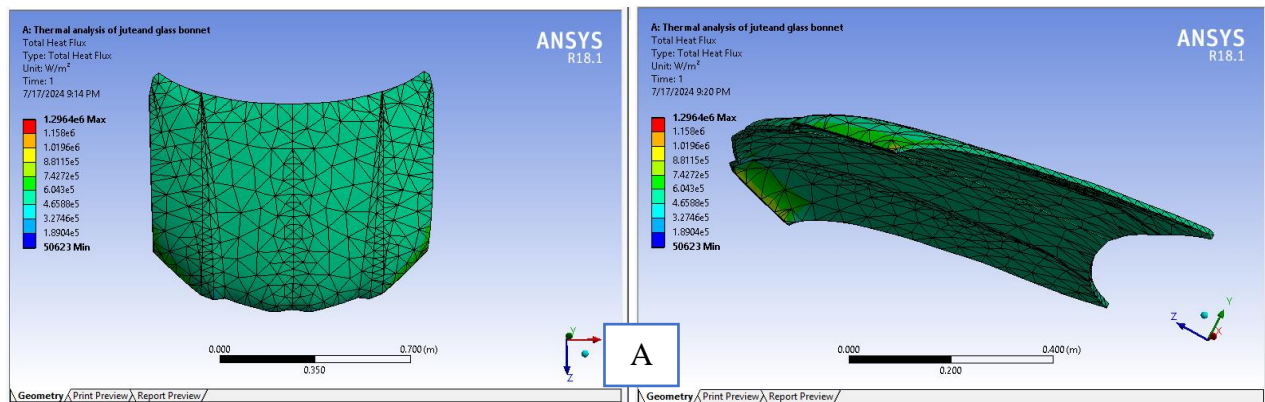 A: Thermal analysis of juteand glass bonnet
Total Heat Flux
Type: Total Heat Flux
Unit: W/m²
Time: 1
7/17/2024 9:14 PM
1.2964e6 Max
1.158e6
1.0196e6
8.8115e5
7.4272e5
6.043e5
4.6588e5
3.2746e5
1.8904e5
50623 Min
ANSYS
R18.1
0.000
0.700 (m)
0.350
Y
Z
Geometry
Print Preview
Report Preview
A
A: Thermal analysis of juteand glass bonnet
Total Heat Flux
Type: Total Heat Flux
Unit: W/m²
Time: 1
7/17/2024 9:20 PM
1.2964e6 Max
1.158e6
1.0196e6
8.8115e5
7.4272e5
6.043e5
4.6588e5
3.2746e5
1.8904e5
50623 Min
ANSYS
R18.1
0.000
0.400 (m)
0.200
Y
Z
X
Geometry
Print Preview
Report Preview